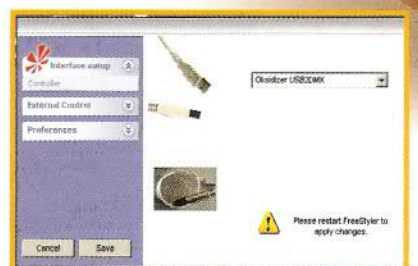 Interface setup
Controller
External Control
Preferences
Cancel
Save
Oksidizer USB2DMX
Please restart FreeStyler to
apply changes.